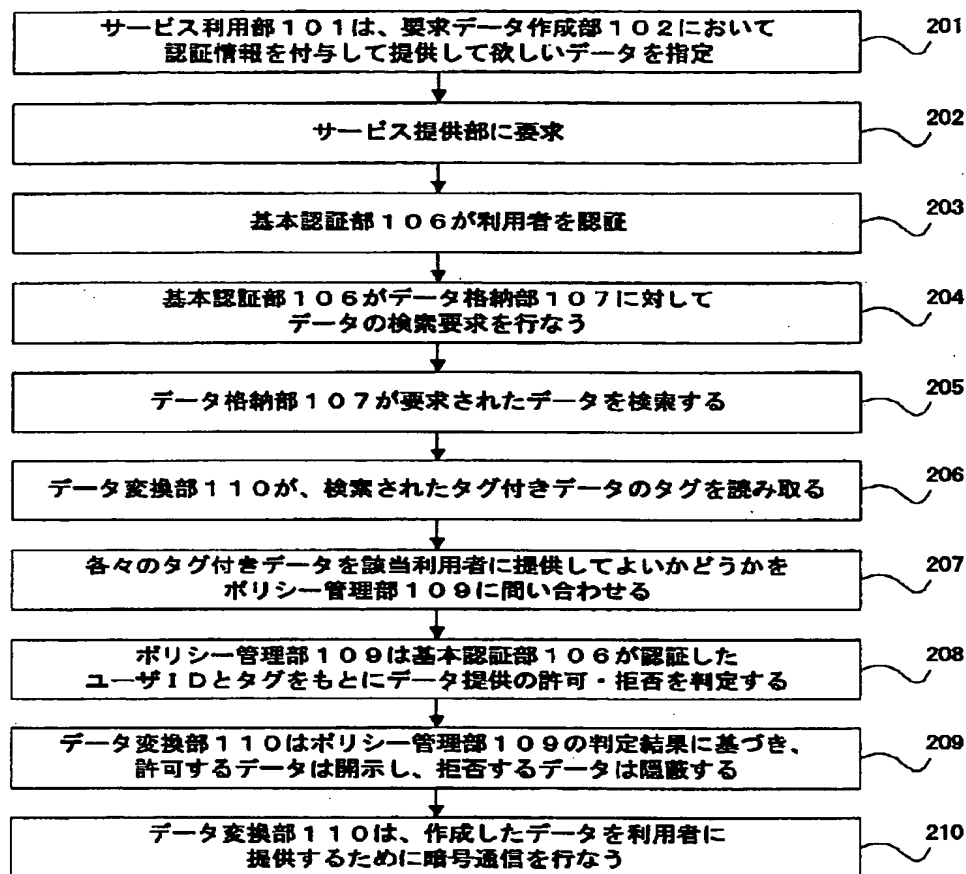 サービス利用部１０１は、要求データ作成部１０２において
認証情報を付与して提供して欲しいデータを指定
201
サービス提供部に要求
202
基本認証部１０６が利用者を認証
203
基本認証部１０６がデータ格納部１０７に対して
データの検索要求を行なう
204
データ格納部１０７が要求されたデータを検索する
205
データ変換部１１０が、検索されたタグ付きデータのタグを読み取る
206
各々のタグ付きデータを該当利用者に提供してよいかどうかを
ポリシー管理部１０９に問い合わせる
207
ポリシー管理部１０９は基本認証部１０６が認証した
ユーザＩＤとタグをもとにデータ提供の許可・拒否を判定する
208
データ変換部１１０はポリシー管理部１０９の判定結果に基づき、
許可するデータは開示し、拒否するデータは隠蔽する
209
データ変換部１１０は、作成したデータを利用者に
提供するために暗号通信を行なう
210